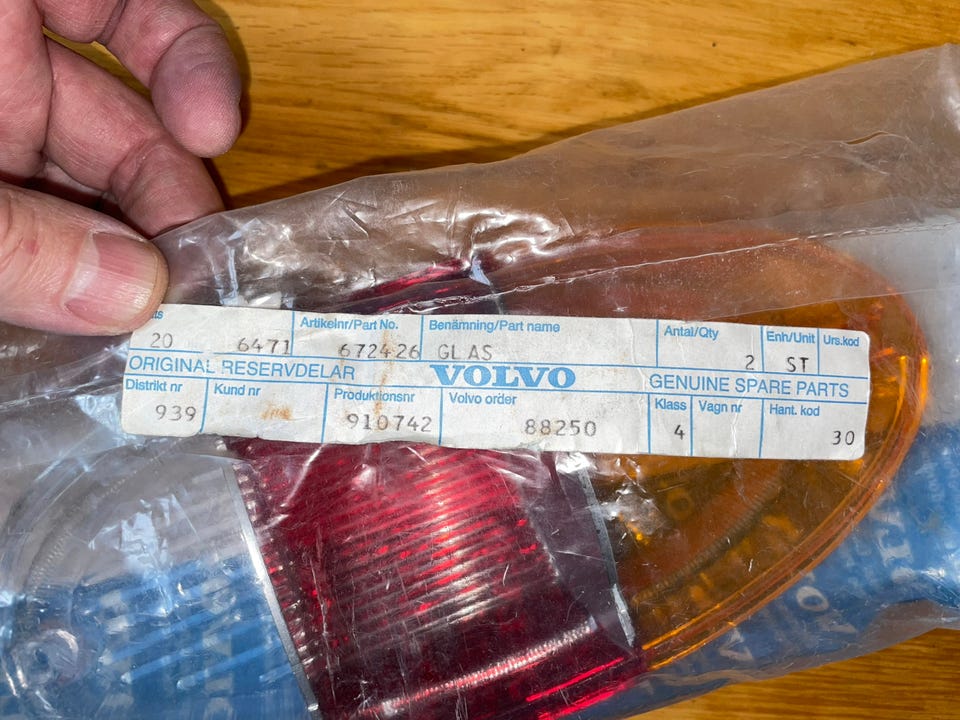 ts Artikelnr/Part No. Benämning/Part name Antal/Qty Enh/Unit Urs.kod
20 6471 672426 GLAS 2 ST
ORIGINAL RESERVDELAR VOLVO GENUINE SPARE PARTS
Distrikt nr Kund nr Produktionsnr Volvo order Klass Vagn nr Hant. kod
939 910742 88250 4 30